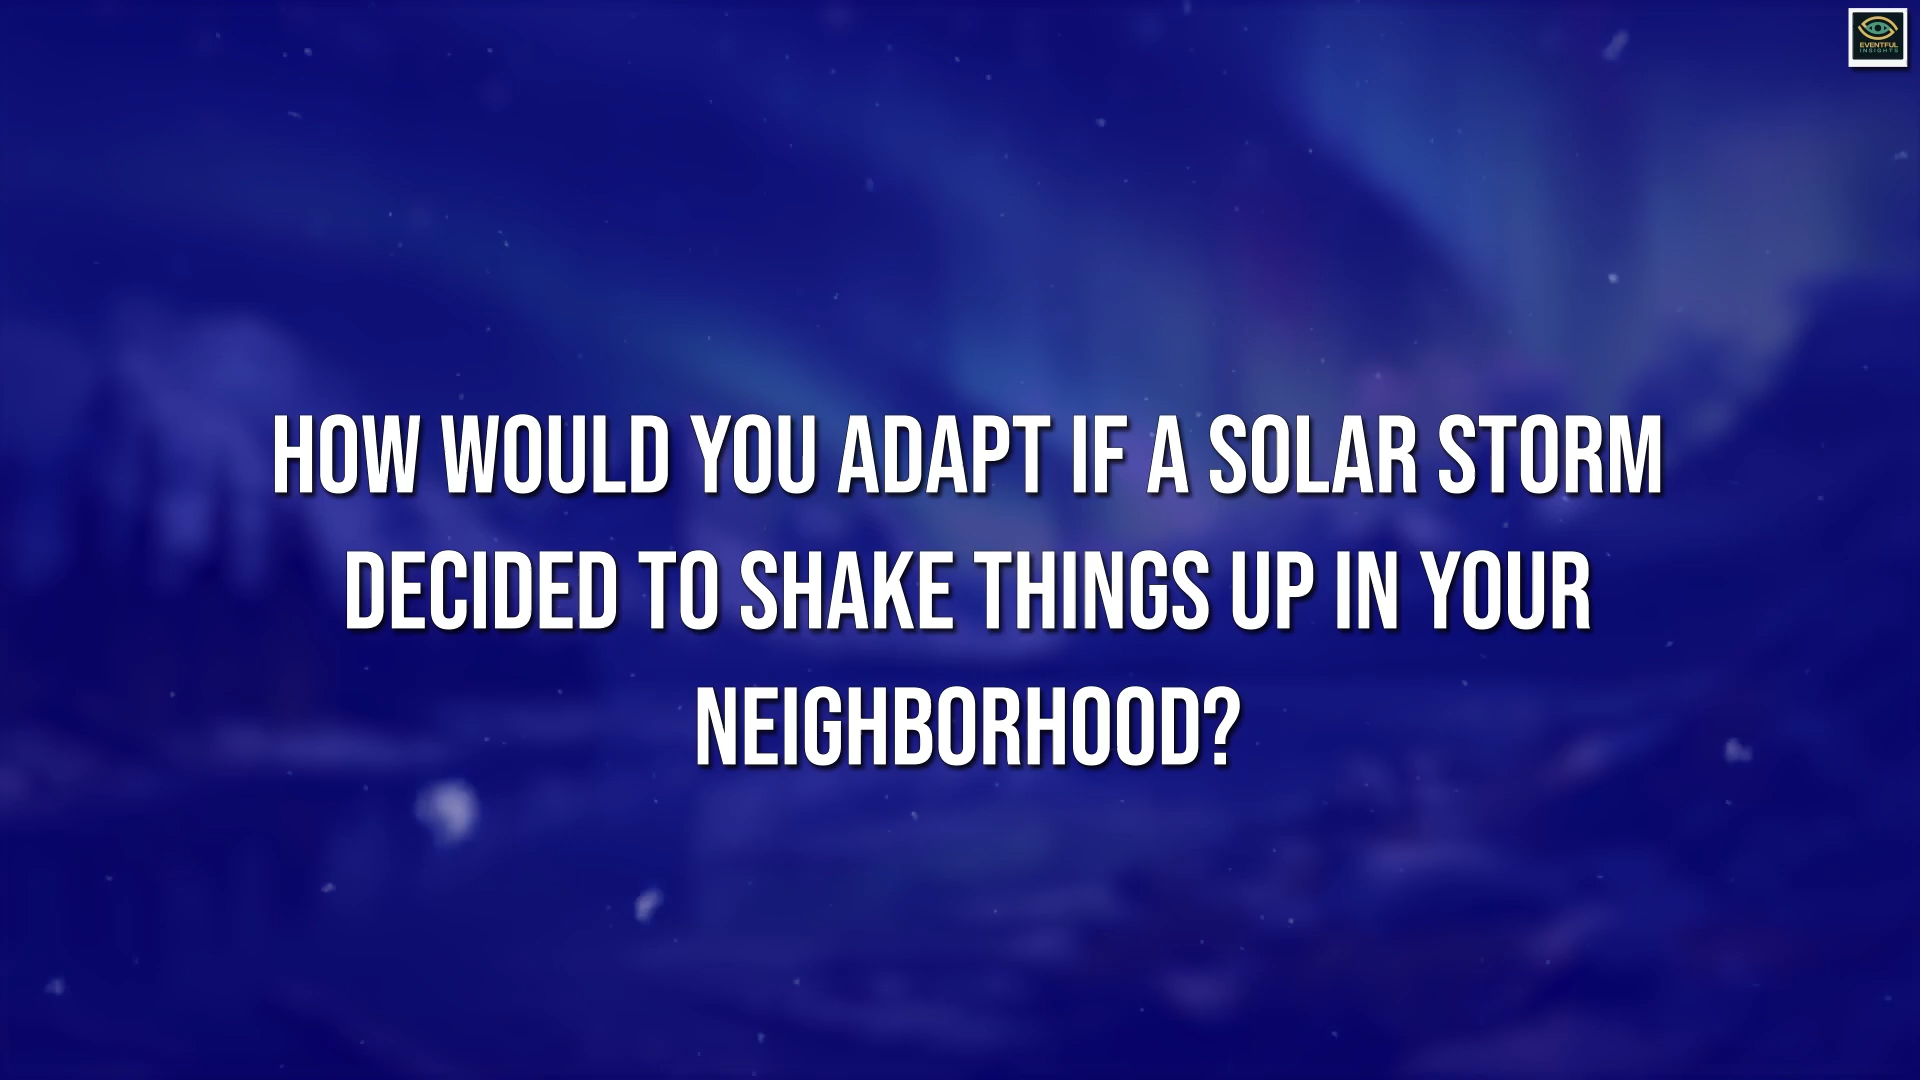 EVENTFUL
INSIGHTS
HOW WOULD YOU ADAPT IF A SOLAR STORM
DECIDED TO SHAKE THINGS UP IN YOUR
NEIGHBORHOOD?